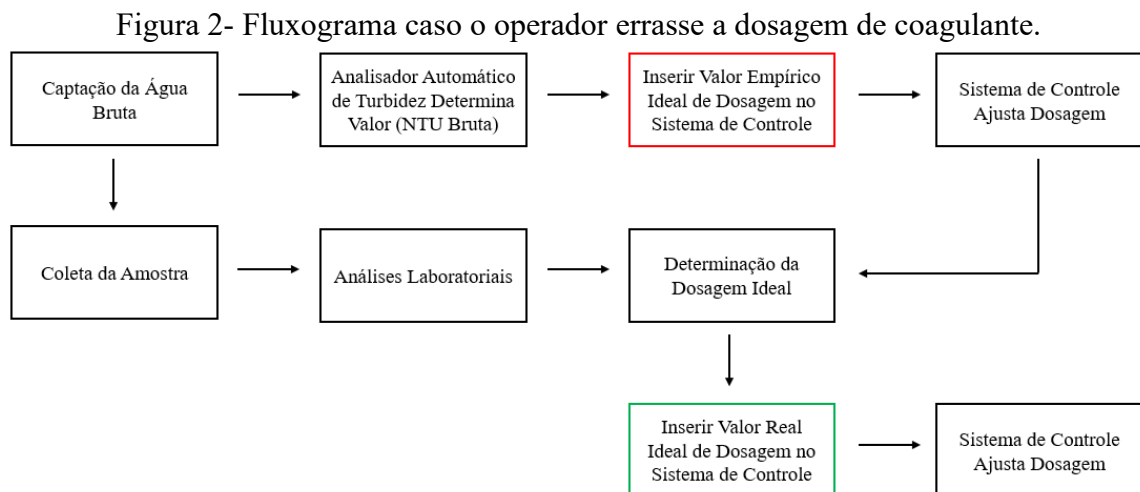 Figura 2- Fluxograma caso o operador errasse a dosagem de coagulante.
Captação da Água
Bruta
Analisador Automático
de Turbidez Determina
Valor (NTU Bruta)
Inserir Valor Empírico
Ideal de Dosagem no
Sistema de Controle
Sistema de Controle
Ajusta Dosagem
Coleta da Amostra
Análises Laboratoriais
Determinação da
Dosagem Ideal
Inserir Valor Real
Ideal de Dosagem no
Sistema de Controle
Sistema de Controle
Ajusta Dosagem